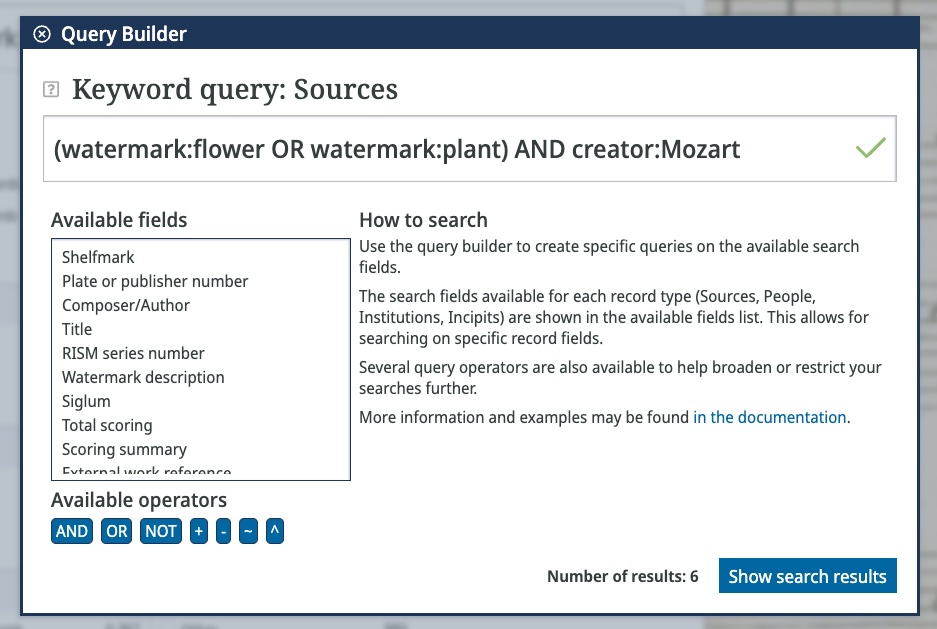 Query Builder
? Keyword query: Sources
(watermark:flower OR watermark:plant) AND creator:Mozart
Available fields
Shelfmark
Plate or publisher number
Composer/Author
Title
RISM series number
Watermark description
Siglum
Total scoring
Scoring summary
External work reference
How to search
Use the query builder to create specific queries on the available search
fields.
The search fields available for each record type (Sources, People,
Institutions, Incipits) are shown in the available fields list. This allows for
searching on specific record fields.
Several query operators are also available to help broaden or restrict your
searches further.
More information and examples may be found in the documentation.
Available operators
AND OR NOT + - ~ ^
Number of results: 6 Show search results